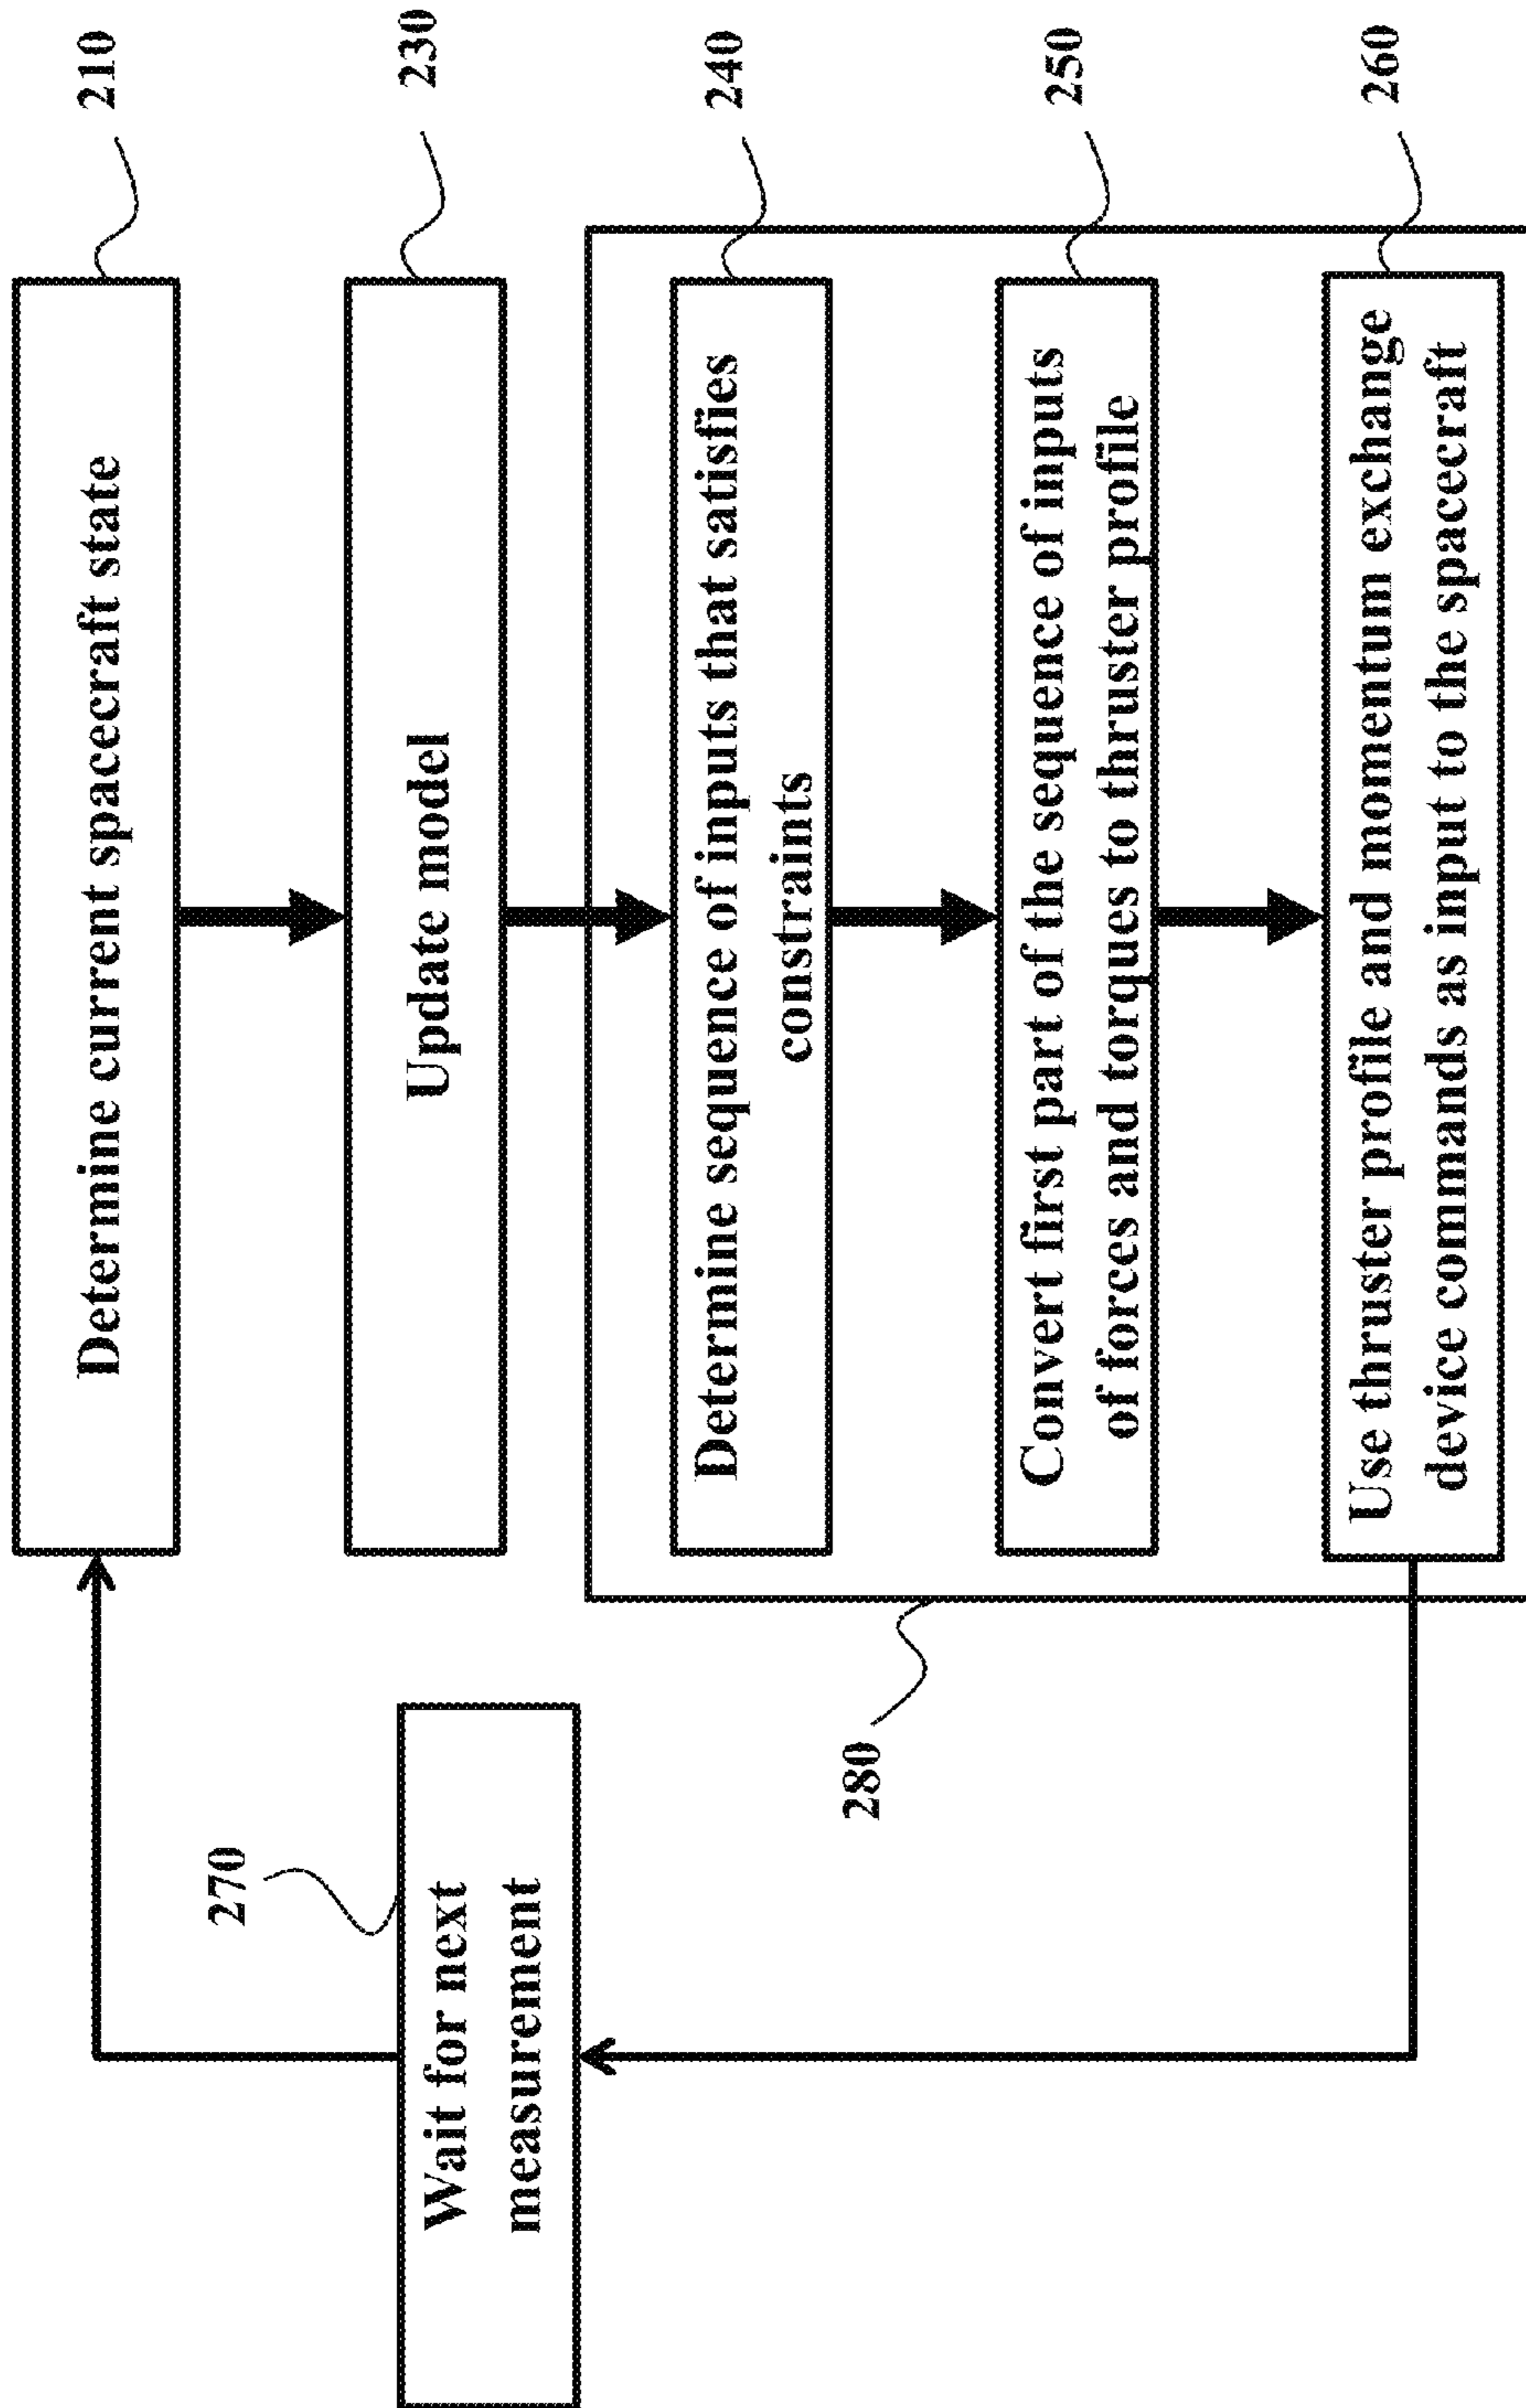 Determine current spacecraft state
210
Update model
230
Determine sequence of inputs that satisfies
constraints
240
Convert first part of the sequence of inputs
of forces and torques to thruster profile
250
Use thruster profile and momentum exchange
device commands as input to the spacecraft
260
270
Wait for next
measurement
280